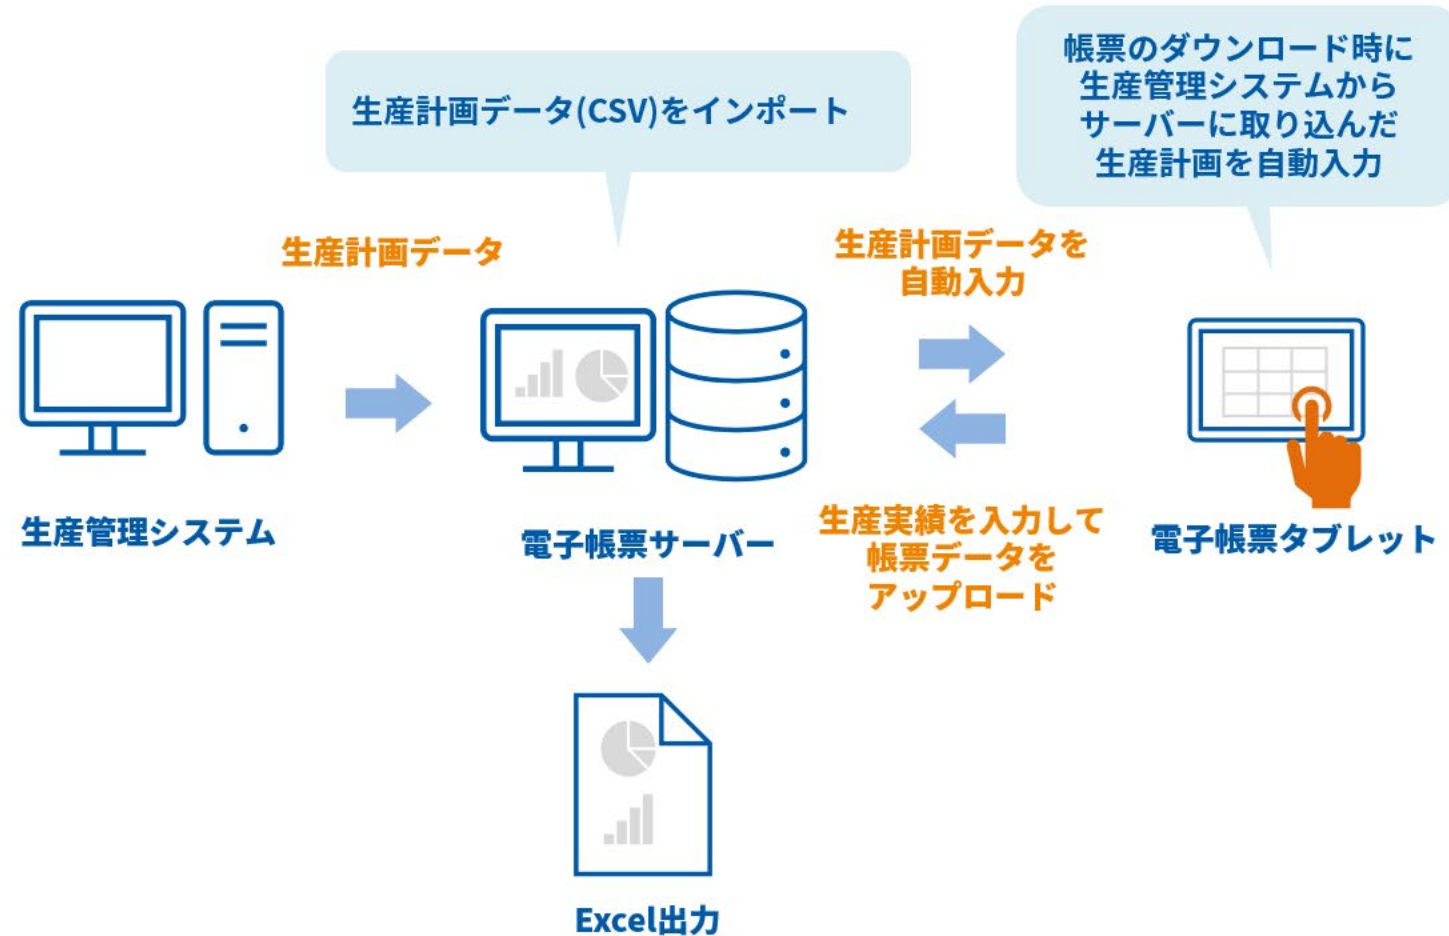 生産計画データ(CSV)をインポート
帳票のダウンロード時に
生産管理システムから
サーバーに取り込んだ
生産計画を自動入力
生産計画データ
生産計画データを
自動入力
生産管理システム
電子帳票サーバー
生産実績を入力して
帳票データを
アップロード
電子帳票タブレット
Excel出力